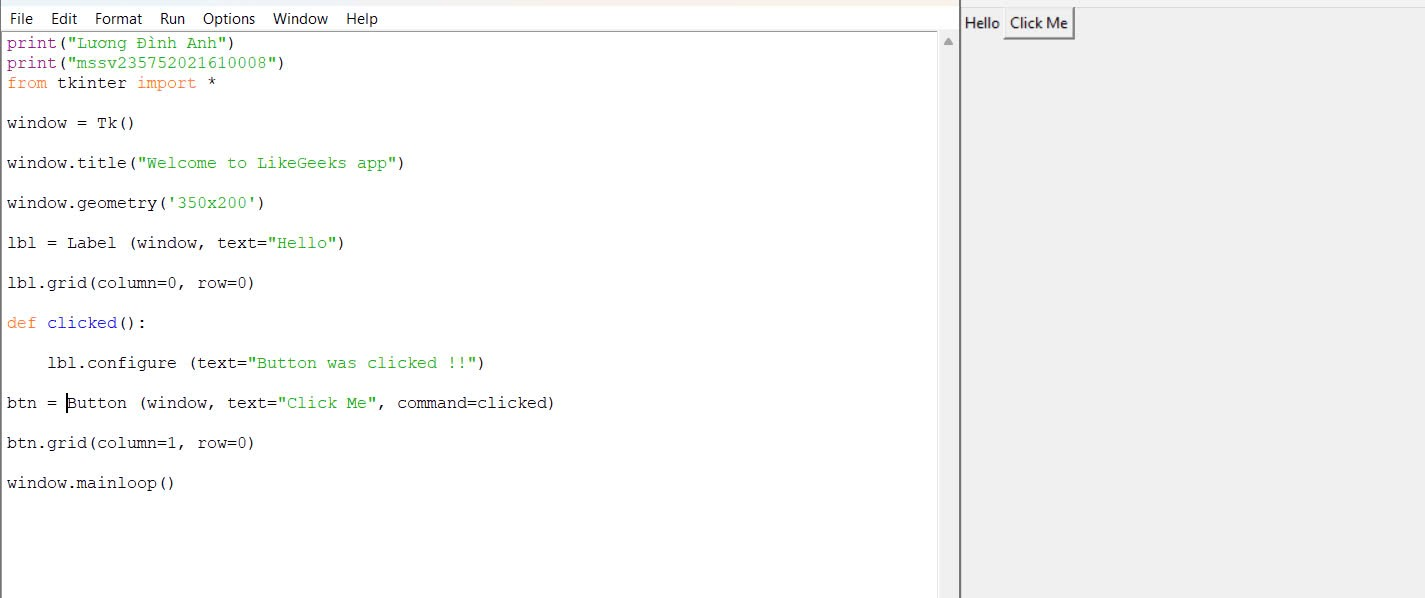 File Edit Format Run Options Window Help
print("Lương Đình Anh")
print("mssv235752021610008")
from tkinter import *
window = Tk()
window.title("Welcome to LikeGeeks app")
window.geometry('350x200')
lbl = Label (window, text="Hello")
lbl.grid(column=0, row=0)
def clicked():
    lbl.configure (text="Button was clicked !!")
btn = Button (window, text="Click Me", command=clicked)
btn.grid(column=1, row=0)
window.mainloop()
Hello Click Me